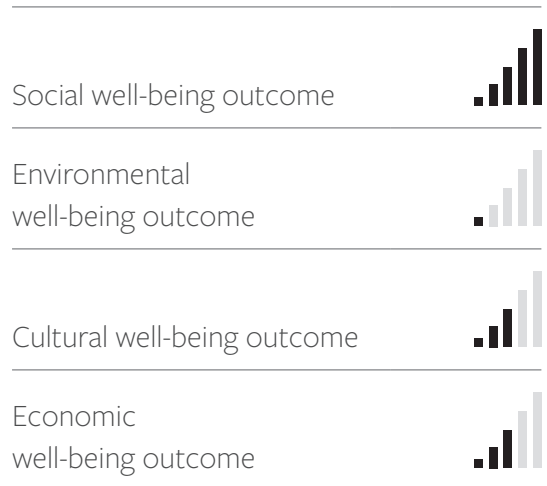 Social well-being outcome
Environmental
well-being outcome
Cultural well-being outcome
Economic
well-being outcome